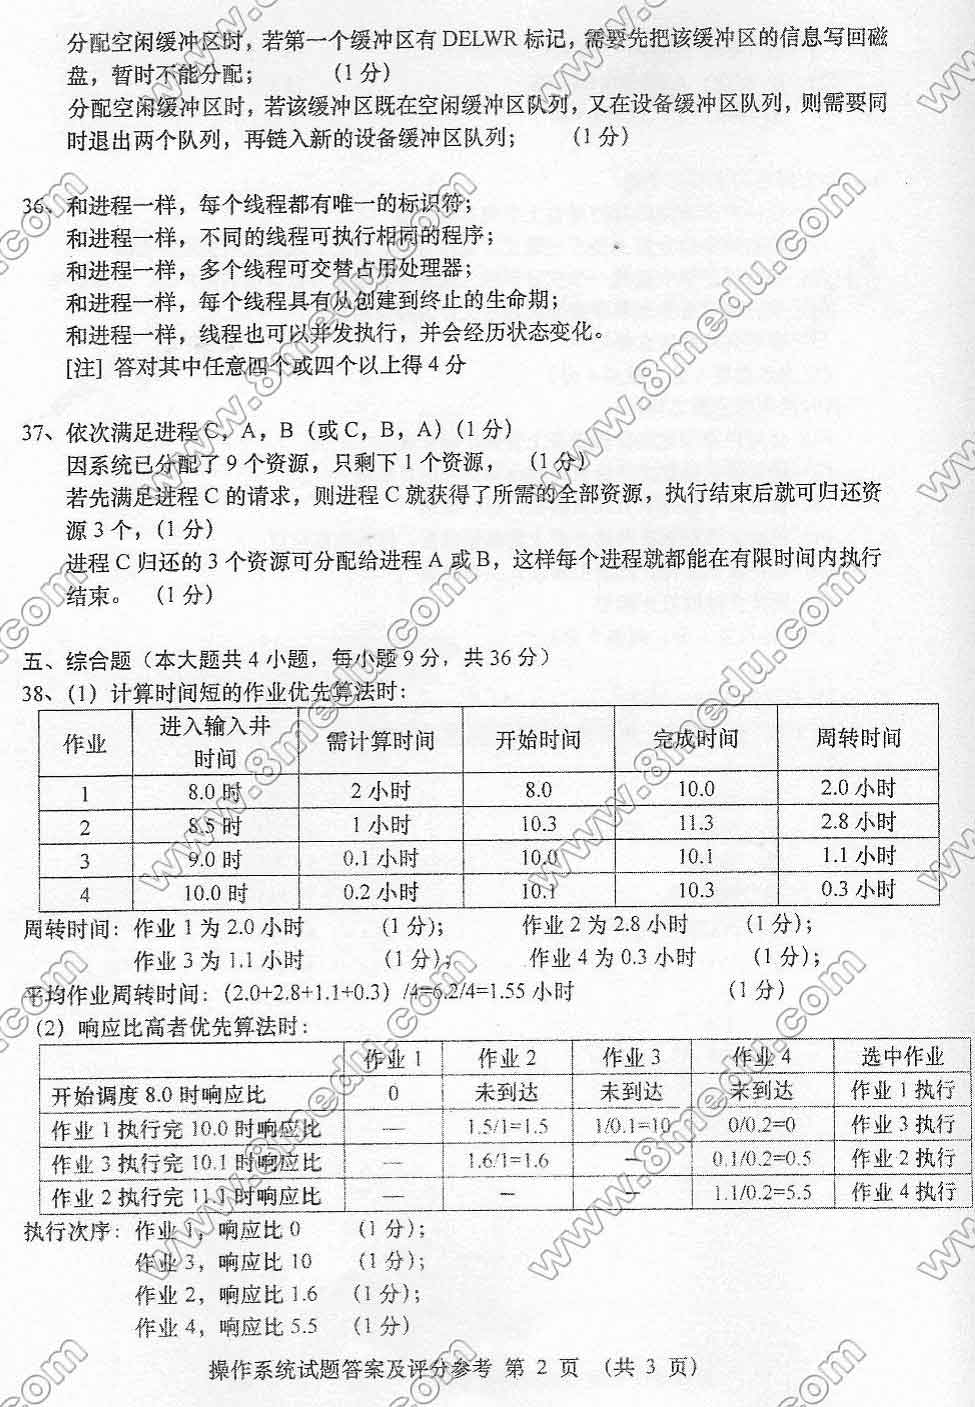 分配空闲缓冲区时，若第一个缓冲区有 DELWR 标记，需要先把该缓冲区的信息写回磁
盘，暂时不能分配； （1 分）
分配空闲缓冲区时，若该缓冲区既在空闲缓冲区队列，又在设备缓冲区队列，则需要同
时退出两个队列，再链入新的设备缓冲区队列； （1 分）
36、和进程一样，每个线程都有唯一的标识符；
和进程一样，不同的线程可执行相同的程序；
和进程一样，多个线程可交替占用处理器；
和进程一样，每个线程具有从创建到终止的生命期；
和进程一样，线程也可以并发执行，并会经历状态变化。
[注] 答对其中任意四个或四个以上得 4 分
37、依次满足进程 C，A，B（或 C，B，A）（1 分）
因系统已分配了 9 个资源，只剩下 1 个资源， （1 分）
若先满足进程 C 的请求，则进程 C 就获得了所需的全部资源，执行结束后就可归还资
源 3 个，（1 分）
进程 C 归还的 3 个资源可分配给进程 A 或 B，这样每个进程就都能在有限时间内执行
结束。 （1 分）
五、综合题（本大题共 4 小题，每小题 9 分，共 36 分）
38、（1）计算时间短的作业优先算法时：
作业 进入输入井时间 需计算时间 开始时间 完成时间 周转时间
1 8.0 时 2 小时 8.0 10.0 2.0 小时
2 8.5 时 1 小时 10.3 11.3 2.8 小时
3 9.0 时 0.1 小时 10.0 10.1 1.1 小时
4 10.0 时 0.2 小时 10.1 10.3 0.3 小时
周转时间：作业 1 为 2.0 小时 （1 分）； 作业 2 为 2.8 小时 （1 分）；
作业 3 为 1.1 小时 （1 分）； 作业 4 为 0.3 小时 （1 分）；
平均作业周转时间：（2.0+2.8+1.1+0.3）/4=6.2/4=1.55 小时 （1 分）
（2）响应比高者优先算法时：
作业 1 作业 2 作业 3 作业 4 选中作业
开始调度 8.0 时响应比 0 未到达 未到达 未到达 作业 1 执行
作业 1 执行完 10.0 时响应比 — 1.5/1=1.5 1/0.1=10 0/0.2=0 作业 3 执行
作业 3 执行完 10.1 时响应比 — 1.6/1=1.6 — 0.1/0.2=0.5 作业 2 执行
作业 2 执行完 11.1 时响应比 — — — 1.1/0.2=5.5 作业 4 执行
执行次序：作业 1，响应比 0 （1 分）；
作业 3，响应比 10 （1 分）；
作业 2，响应比 1.6 （1 分）；
作业 4，响应比 5.5 （1 分）
操作系统试题答案及评分参考 第 2 页 （共 3 页）
www.8medu.com